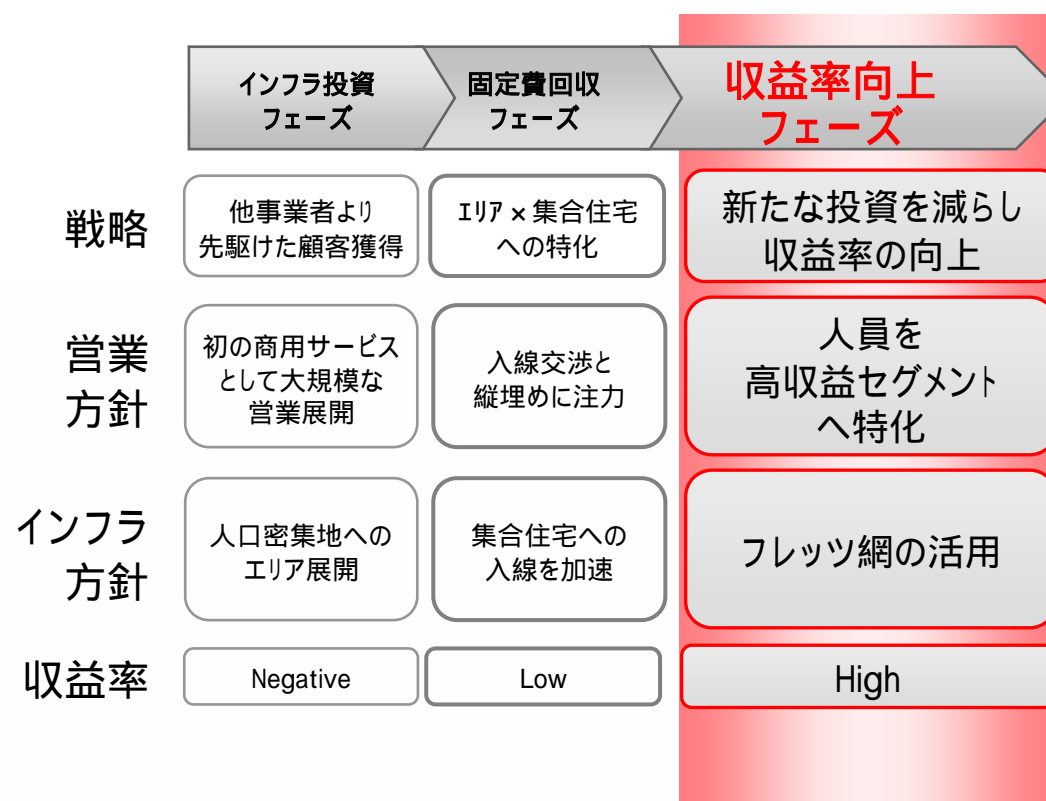 インフラ投資
フェーズ
固定費回収
フェーズ
収益率向上
フェーズ
戦略
他事業者より
先駆けた顧客獲得
エリア×集合住宅
への特化
新たな投資を減らし
収益率の向上
営業
方針
初の商用サービス
として大規模な
営業展開
入線交渉と
縦埋めに注力
人員を
高収益セグメント
へ特化
インフラ
方針
人口密集地への
エリア展開
集合住宅への
入線を加速
フレッツ網の活用
収益率
Negative
Low
High